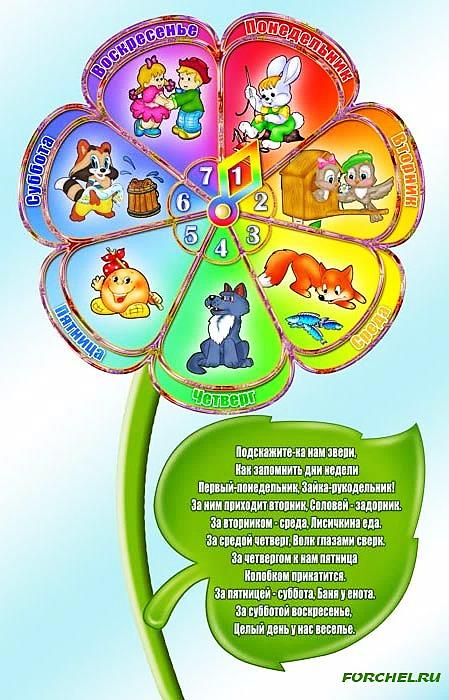 Понедельник
Вторник
Среда
Четверг
Пятница
Суббота
Воскресенье
1
2
3
4
5
6
7
Подскажите-ка нам звери,
Как запомнить дни недели
Первый-понедельник, Зайка-рукодельник!
За ним приходит вторник, Соловей - задорник.
За вторником - среда, Лисичкина еда.
За средой четверг, Волк глазами сверк.
За четвергом к нам пятница
Колобком прикатится.
За пятницей - суббота, Баня у енота.
За субботой воскресенье,
Целый день у нас веселье.
FORCHEL.RU